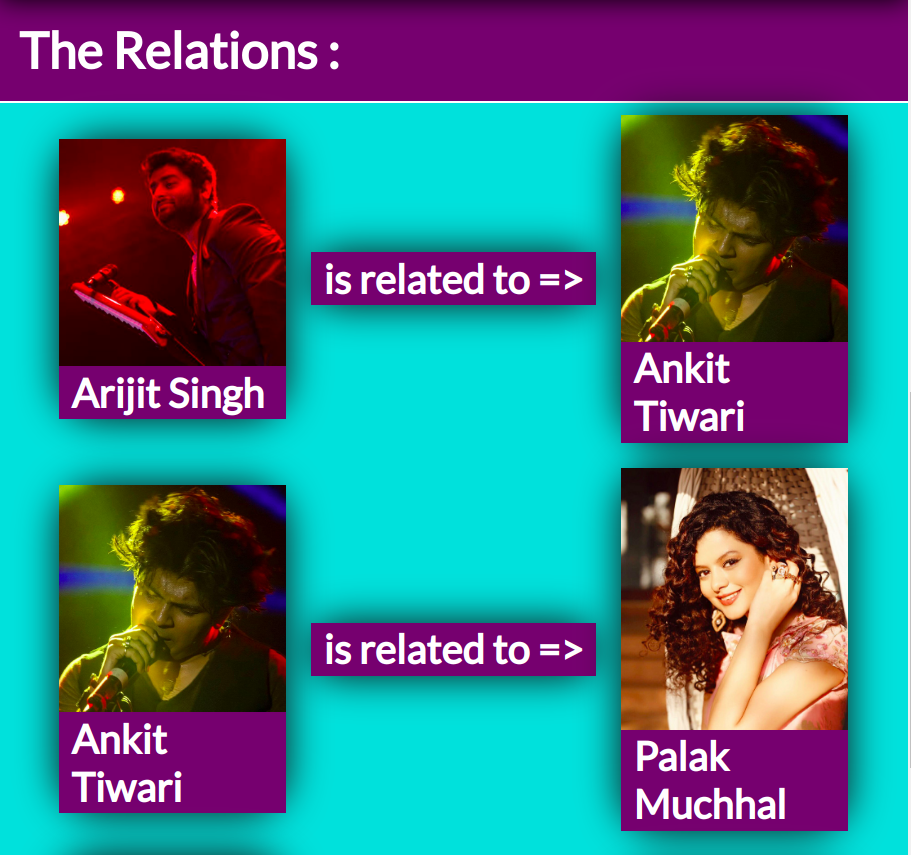 The Relations :
Arijit Singh
is related to =>
Ankit
Tiwari
Ankit
Tiwari
is related to =>
Palak
Muchhal